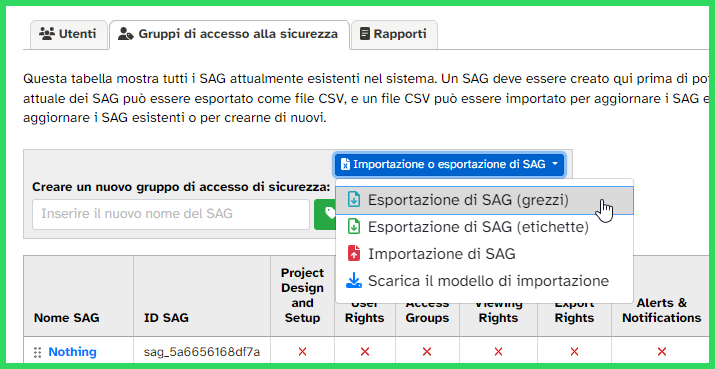 Utenti
Gruppi di accesso alla sicurezza
Rapporti
Questa tabella mostra tutti i SAG attualmente esistenti nel sistema. Un SAG deve essere creato qui prima di
attuale dei SAG può essere esportato come file CSV, e un file CSV può essere importato per aggiornare i SAG
aggiornare i SAG esistenti o per crearne di nuovi.
Importazione o esportazione di SAG
Creare un nuovo gruppo di accesso di sicurezza:
Inserire il nuovo nome del SAG
Esportazione di SAG (grezzi)
Esportazione di SAG (etichette)
Importazione di SAG
Scarica il modello di importazione
Nome SAG
ID SAG
Project
Design
and
Setup
User
Rights
Access
Groups
Viewing
Rights
Export
Rights
Alerts &
Notifications
Nothing
sag_5a6656168df7a